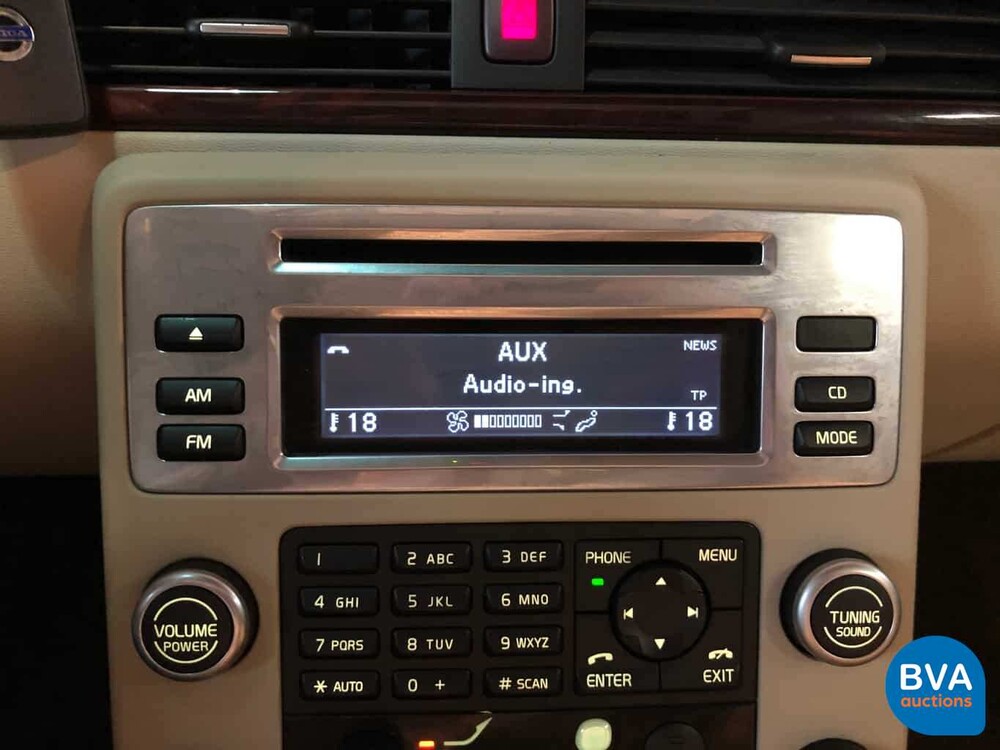 AUX
NEWS
Audio-ing.
TP
18
18
AM
FM
CD
MODE
1
2 ABC
3 DEF
PHONE
MENU
4 GHI
5 JKL
6 MNO
7 PQRS
8 TUV
9 WXYZ
* AUTO
0 +
# SCAN
ENTER
EXIT
VOLUME
POWER
TUNING
SOUND
BVA
auctions